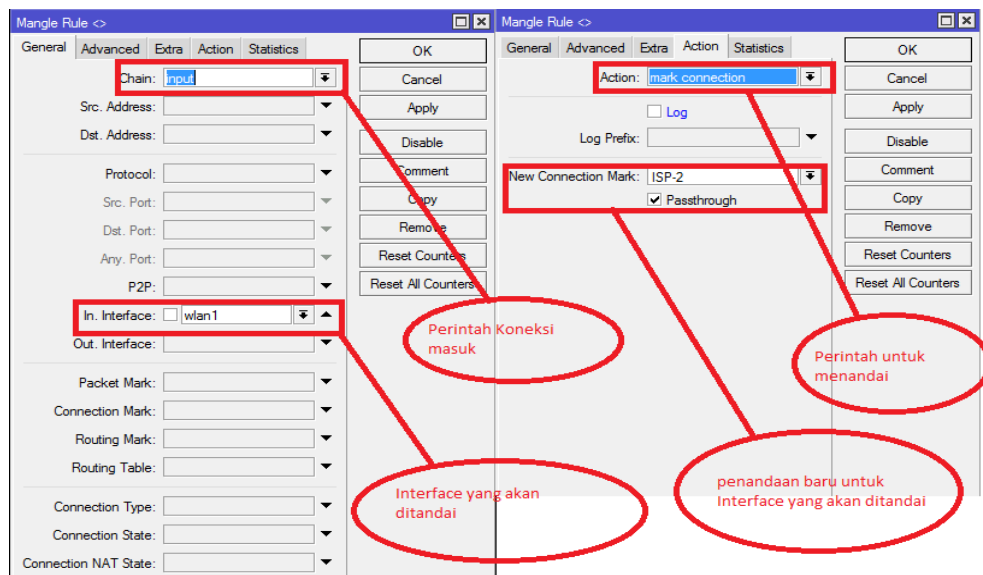 Mangle Rule <>
General Advanced Extra Action Statistics
Chain: input
Src. Address:
Dst. Address:
Protocol:
Src. Port:
Dst. Port:
Any. Port:
P2P:
In. Interface: wlan1
Out. Interface:
Packet Mark:
Connection Mark:
Routing Mark:
Routing Table:
Connection Type:
Connection State:
Connection NAT State:
OK
Cancel
Apply
Disable
Comment
Copy
Remove
Reset Counters
Reset All Counters
Perintah Koneksi
masuk
Interface yang akan
ditandai
Mangle Rule <>
General Advanced Extra Action Statistics
Action: mark connection
Log
Log Prefix:
New Connection Mark: ISP-2
Passthrough
OK
Cancel
Apply
Disable
Comment
Copy
Remove
Reset Counters
Reset All Counters
Perintah untuk
menandai
penandaan baru untuk
Interface yang akan ditandai